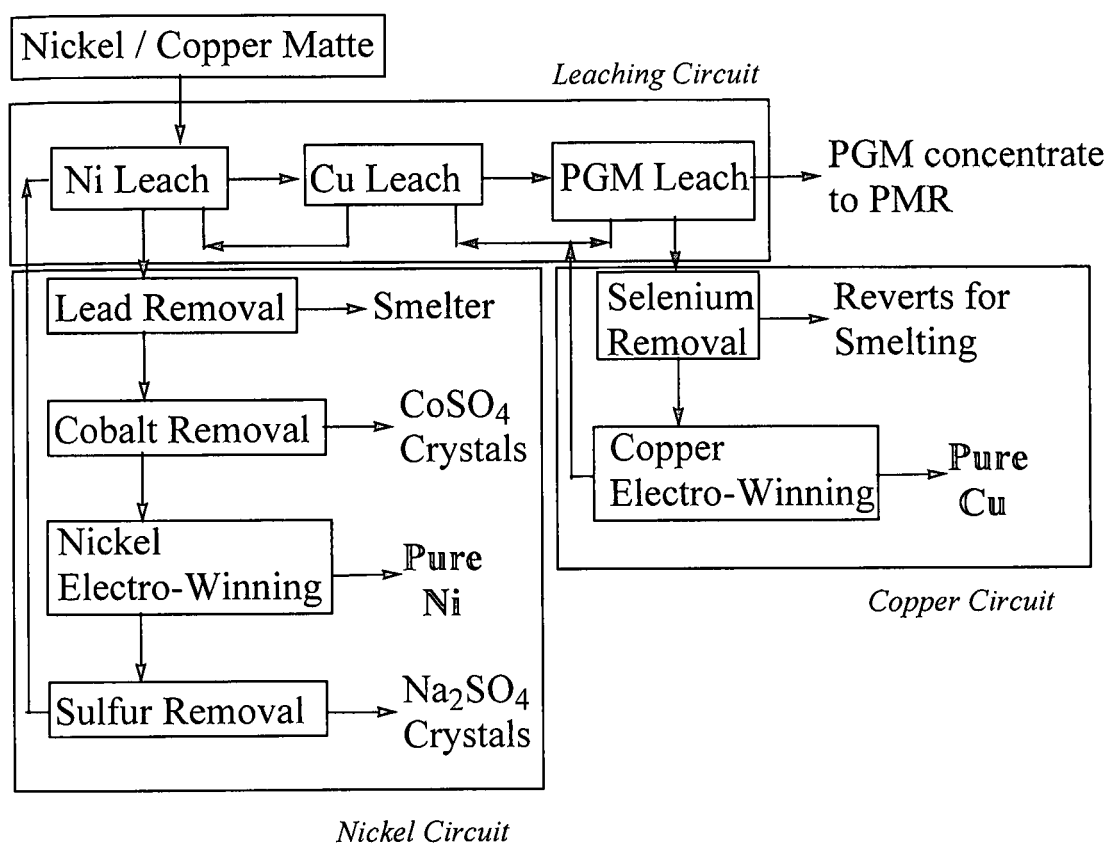 Nickel / Copper Matte
Leaching Circuit
Ni Leach
Cu Leach
PGM Leach
PGM concentrate
to PMR
Lead Removal
Smelter
Selenium
Removal
Reverts for
Smelting
Cobalt Removal
CoSO4
Crystals
Copper
Electro-Winning
Pure
Cu
Nickel
Electro-Winning
Pure
Ni
Copper Circuit
Sulfur Removal
Na2SO4
Crystals
Nickel Circuit